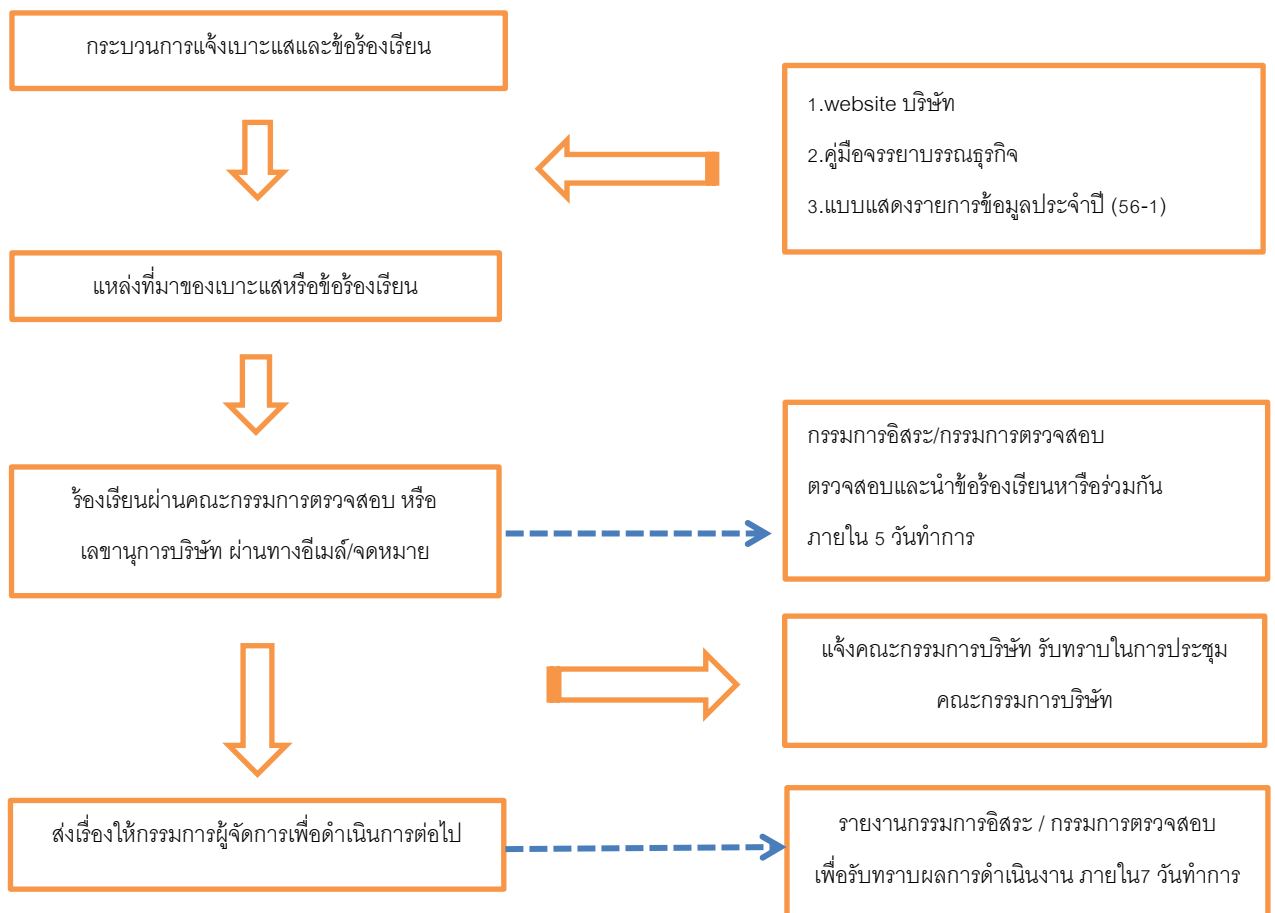 กระบวนการแจ้งเบาะแสและข้อร้องเรียน
1.website บริษัท
2.คู่มือจรรยาบรรณธุรกิจ
3.แบบแสดงรายการข้อมูลประจำปี (56-1)
แหล่งที่มาของเบาะแสหรือข้อร้องเรียน
ร้องเรียนผ่านคณะกรรมการตรวจสอบ หรือ
เลขานุการบริษัท ผ่านทางอีเมล์/จดหมาย
กรรมการอิสระ/กรรมการตรวจสอบ
ตรวจสอบและนำข้อร้องเรียนหารือร่วมกัน
ภายใน 5 วันทำการ
แจ้งคณะกรรมการบริษัท รับทราบในการประชุม
คณะกรรมการบริษัท
ส่งเรื่องให้กรรมการผู้จัดการเพื่อดำเนินการต่อไป
รายงานกรรมการอิสระ / กรรมการตรวจสอบ
เพื่อรับทราบผลการดำเนินงาน ภายใน7 วันทำการ